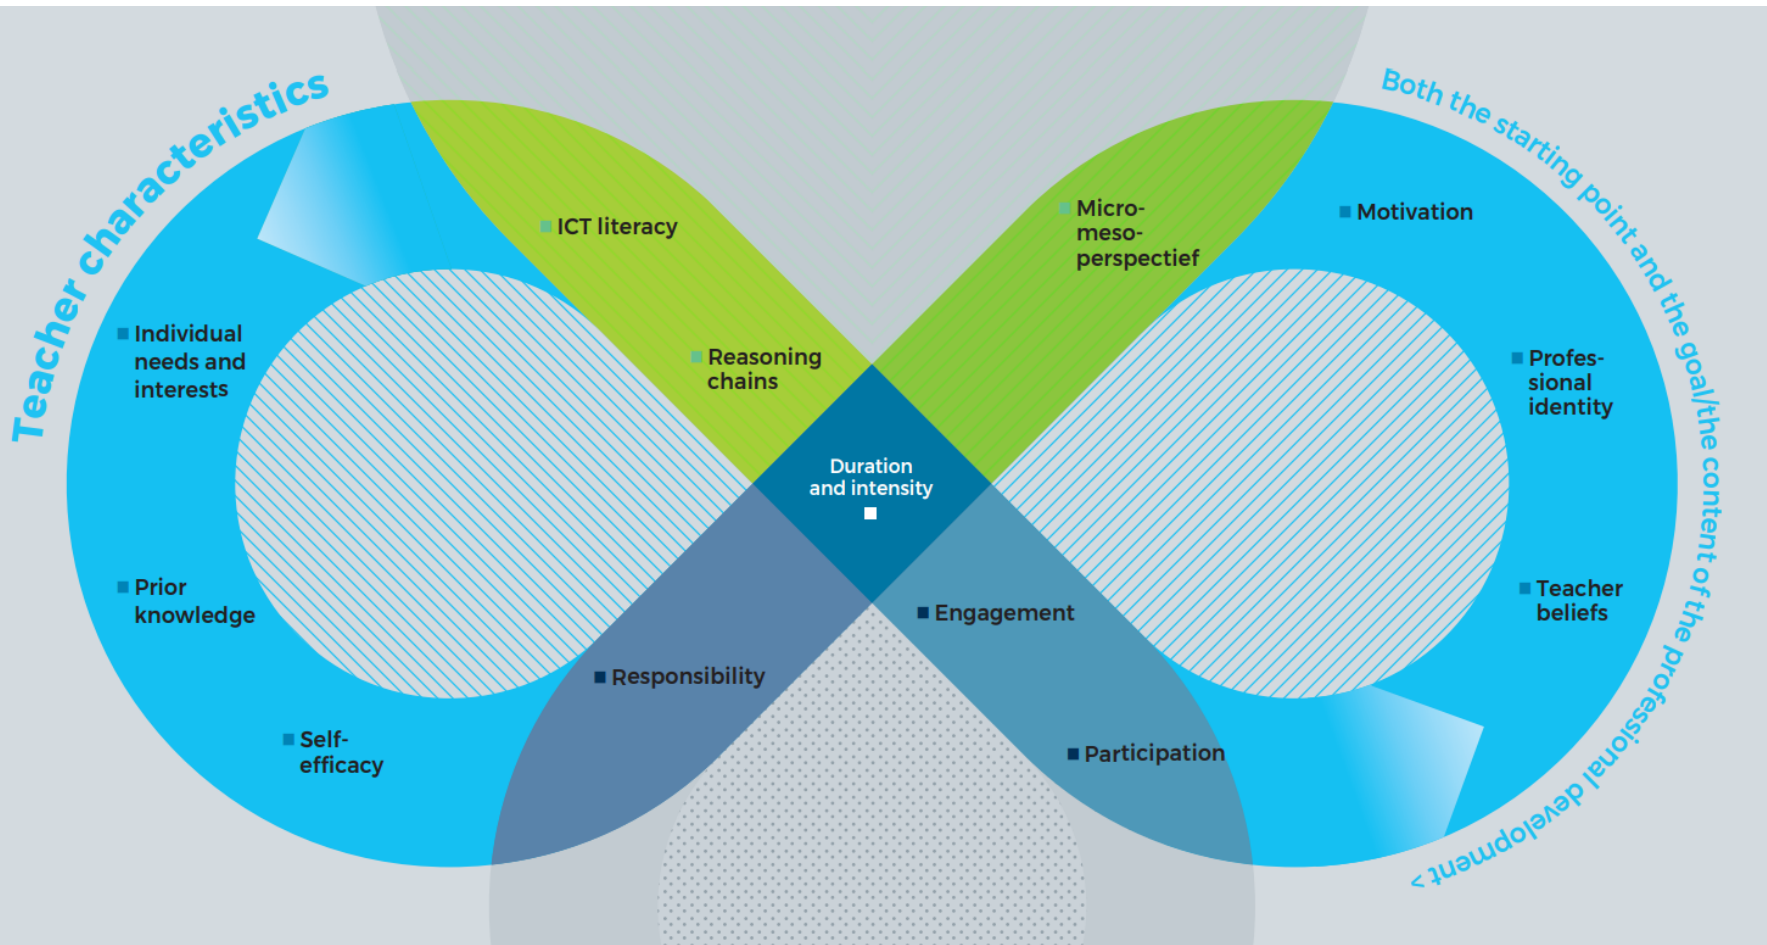 Teacher characteristics
Both the starting point and the goal/the content of the professional development >
ICT literacy
Micro-
meso-
perspectief
Motivation
Individual
needs and
interests
Reasoning
chains
Profes-
sional
identity
Duration
and intensity
Prior
knowledge
Engagement
Teacher
beliefs
Responsibility
Self-
efficacy
Participation